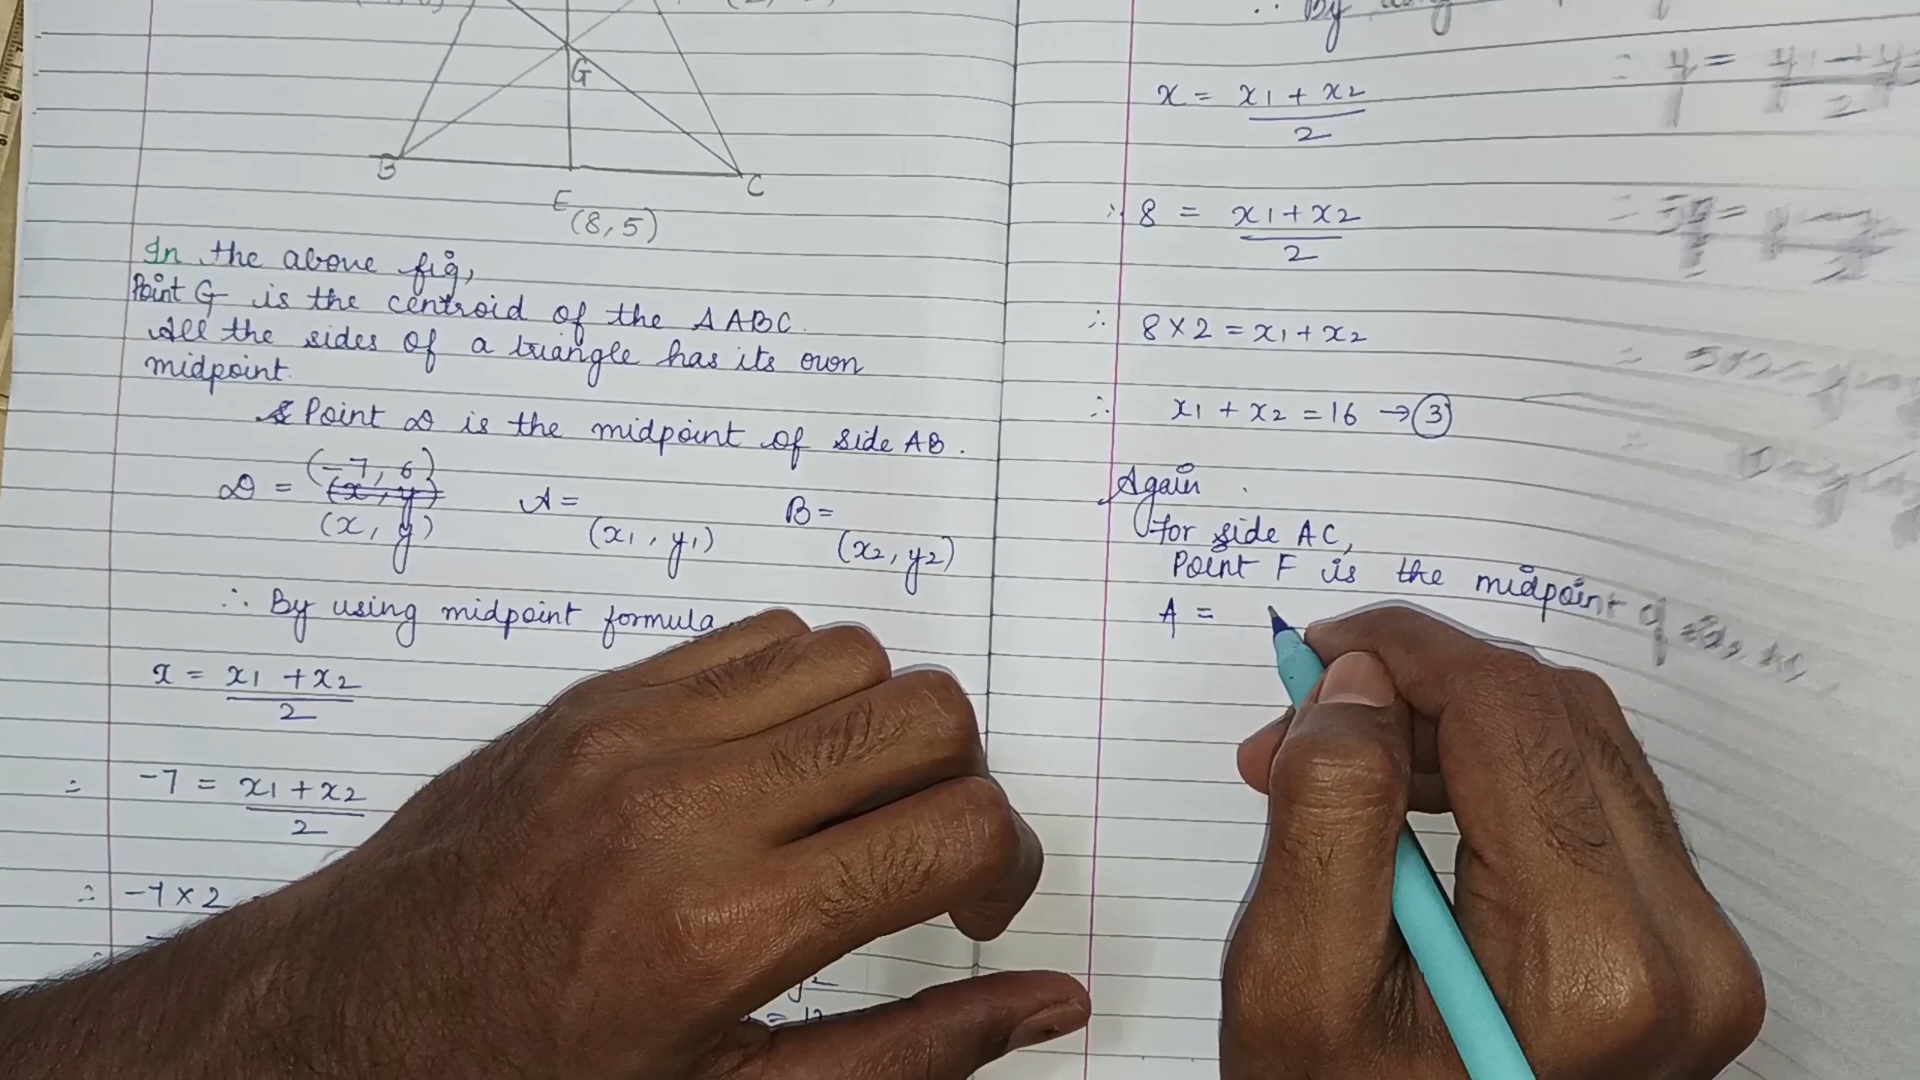 G
B
C
E
(8, 5)
In the above fig,
Point G is the centroid of the △ABC.
All the sides of a triangle has its own
midpoint.
Point D is the midpoint of side AB.
(-7, 6)
D = (x, y)
(x, y)
A =
(x1, y1)
B =
(x2, y2)
∴ By using midpoint formula
x = x1 + x2 / 2
= -7 = x1 + x2 / 2
∴ -7 × 2
∴ By
x = x1 + x2 / 2
∴ 8 = x1 + x2 / 2
∴ 8 × 2 = x1 + x2
∴ x1 + x2 = 16 → 3
Again
for side AC,
Point F is the midpoint of
A =